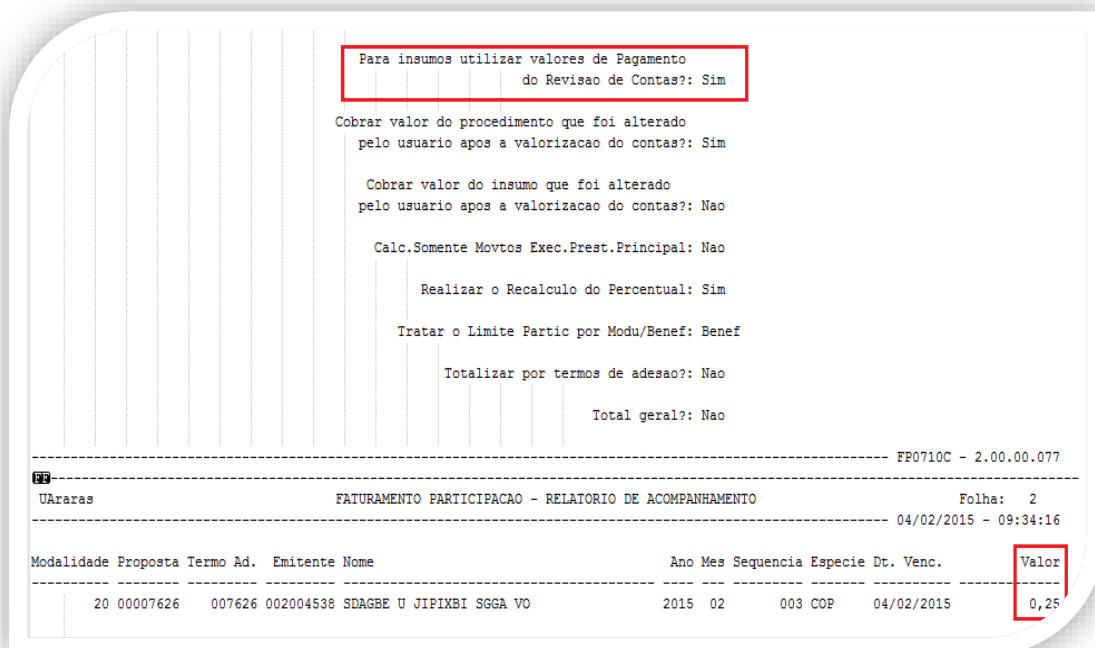 Para insumos utilizar valores de Pagamento
do Revisao de Contas?: Sim
Cobrar valor do procedimento que foi alterado
pelo usuario apos a valorizacao do contas?: Sim
Cobrar valor do insumo que foi alterado
pelo usuario apos a valorizacao do contas?: Nao
Calc.Somente Movtos Exec.Prest.Principal: Nao
Realizar o Recalculo do Percentual: Sim
Tratar o Limite Partic por Modu/Benef: Benef
Totalizar por termos de adesao?: Nao
Total geral?: Nao
FP0710C - 2.00.00.077
FF
UAraras FATURAMENTO PARTICIPACAO - RELATORIO DE ACOMPANHAMENTO Folha: 2
04/02/2015 - 09:34:16
Modalidade Proposta Termo Ad. Emitente Nome Ano Mes Sequencia Especie Dt. Venc. Valor
20 00007626 007626 002004538 SDAGBE U JIPIXBI SGGA VO 2015 02 003 COP 04/02/2015 0,25